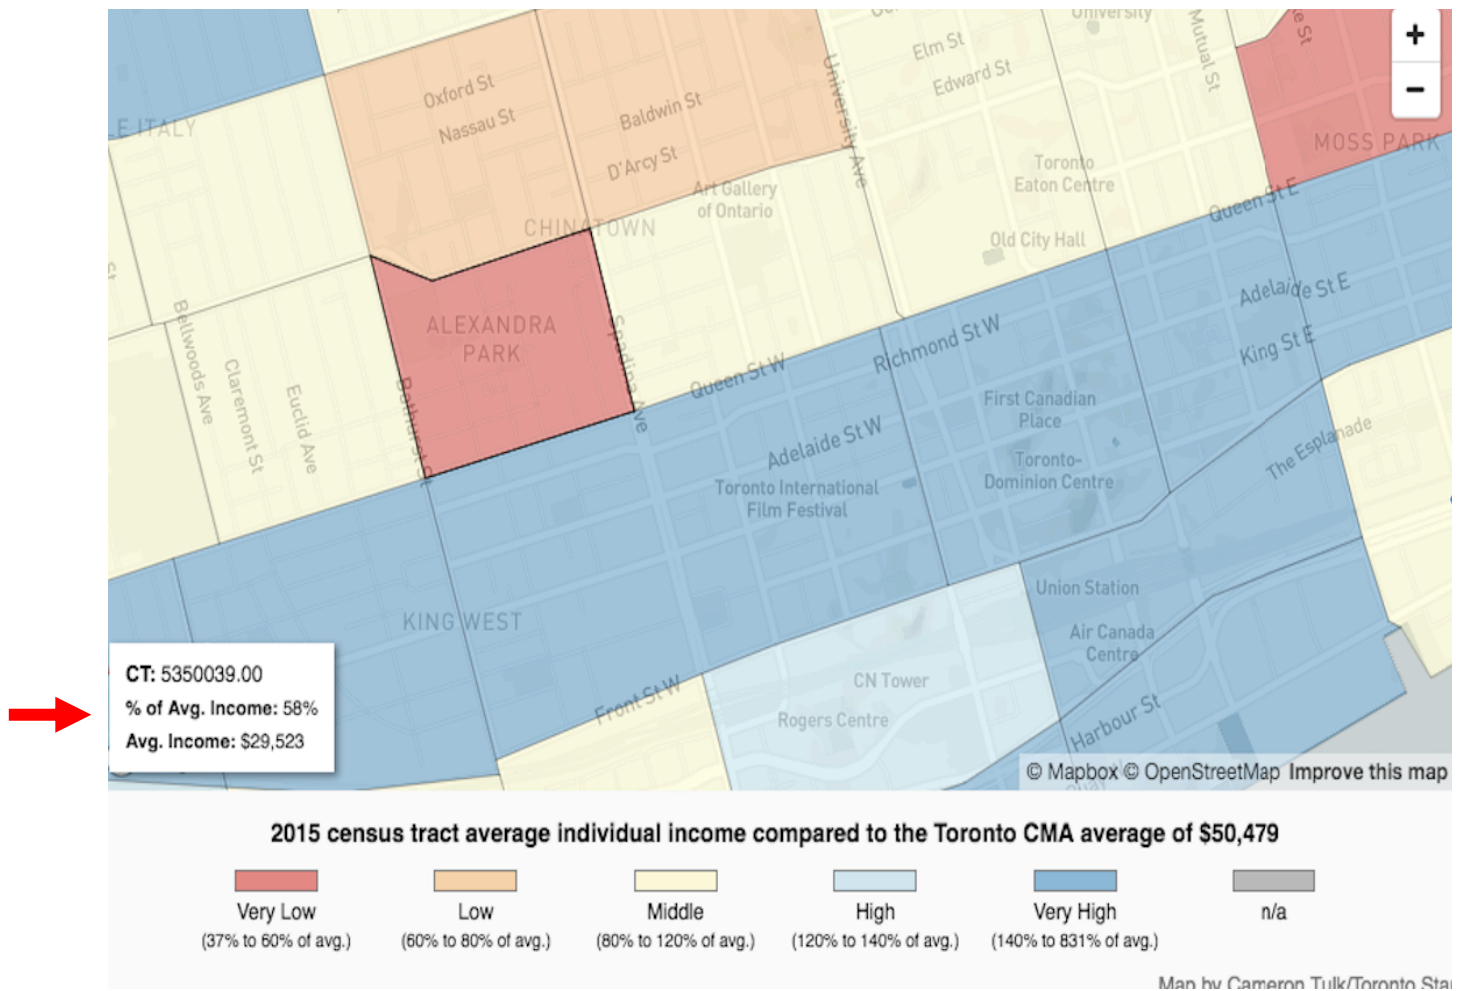 University
Mutual St
Elm St
Edward St
University Ave
Oxford St
Nassau St
Baldwin St
D'Arcy St
MOSS PARK
Toronto
Eaton Centre
Art Gallery
of Ontario
CHINATOWN
Queen St E
Old City Hall
Bellwoods Ave
Claremont St
Euclid Ave
Bathurst St
ALEXANDRA
PARK
Spadina Ave
Queen St W
Richmond St W
Adelaide St E
King St E
First Canadian
Place
Adelaide St W
The Esplanade
Toronto-
Dominion Centre
Toronto International
Film Festival
Union Station
KING WEST
Air Canada
Centre
CN Tower
Front St W
Rogers Centre
Harbour St
CT: 5350039.00
% of Avg. Income: 58%
Avg. Income: $29,523
© Mapbox © OpenStreetMap Improve this map
2015 census tract average individual income compared to the Toronto CMA average of $50,479
Very Low
(37% to 60% of avg.)
Low
(60% to 80% of avg.)
Middle
(80% to 120% of avg.)
High
(120% to 140% of avg.)
Very High
(140% to 831% of avg.)
n/a
Map by Cameron Tulk/Toronto Star